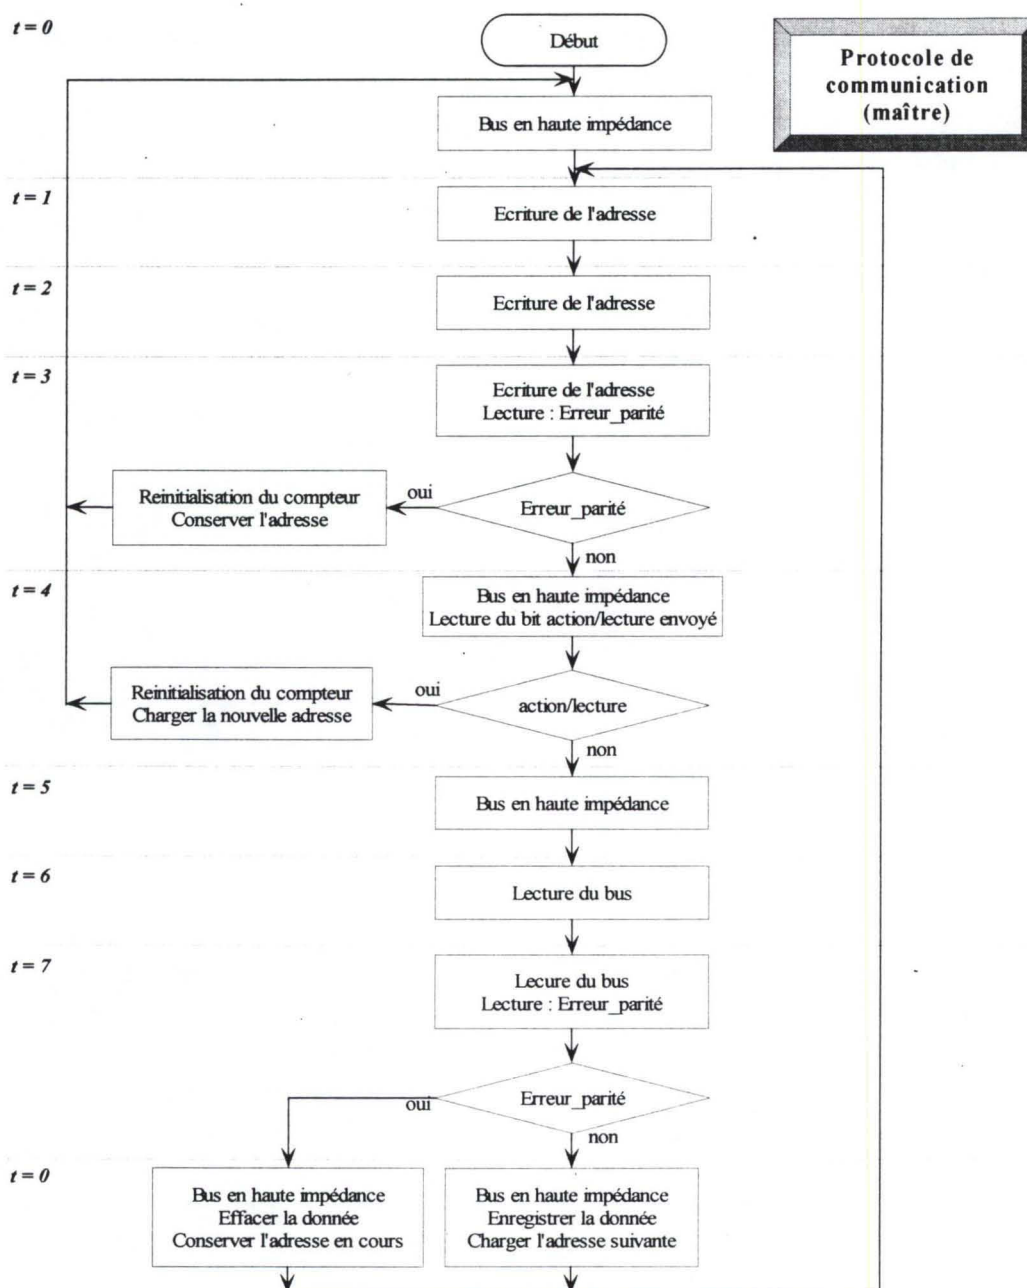 t = 0
Début
Protocole de
communication
(maître)
Bus en haute impédance
t = 1
Ecriture de l'adresse
t = 2
Ecriture de l'adresse
t = 3
Ecriture de l'adresse
Lecture : Erreur_parité
Reinitialisation du compteur
Conserver l'adresse
oui
Erreur_parité
non
t = 4
Bus en haute impédance
Lecture du bit action/lecture envoyé
Reinitialisation du compteur
Charger la nouvelle adresse
oui
action/lecture
non
t = 5
Bus en haute impédance
t = 6
Lecture du bus
t = 7
Lecure du bus
Lecture : Erreur_parité
oui
Erreur_parité
non
t = 0
Bus en haute impédance
Effacer la donnée
Conserver l'adresse en cours
Bus en haute impédance
Enregistrer la donnée
Charger l'adresse suivante